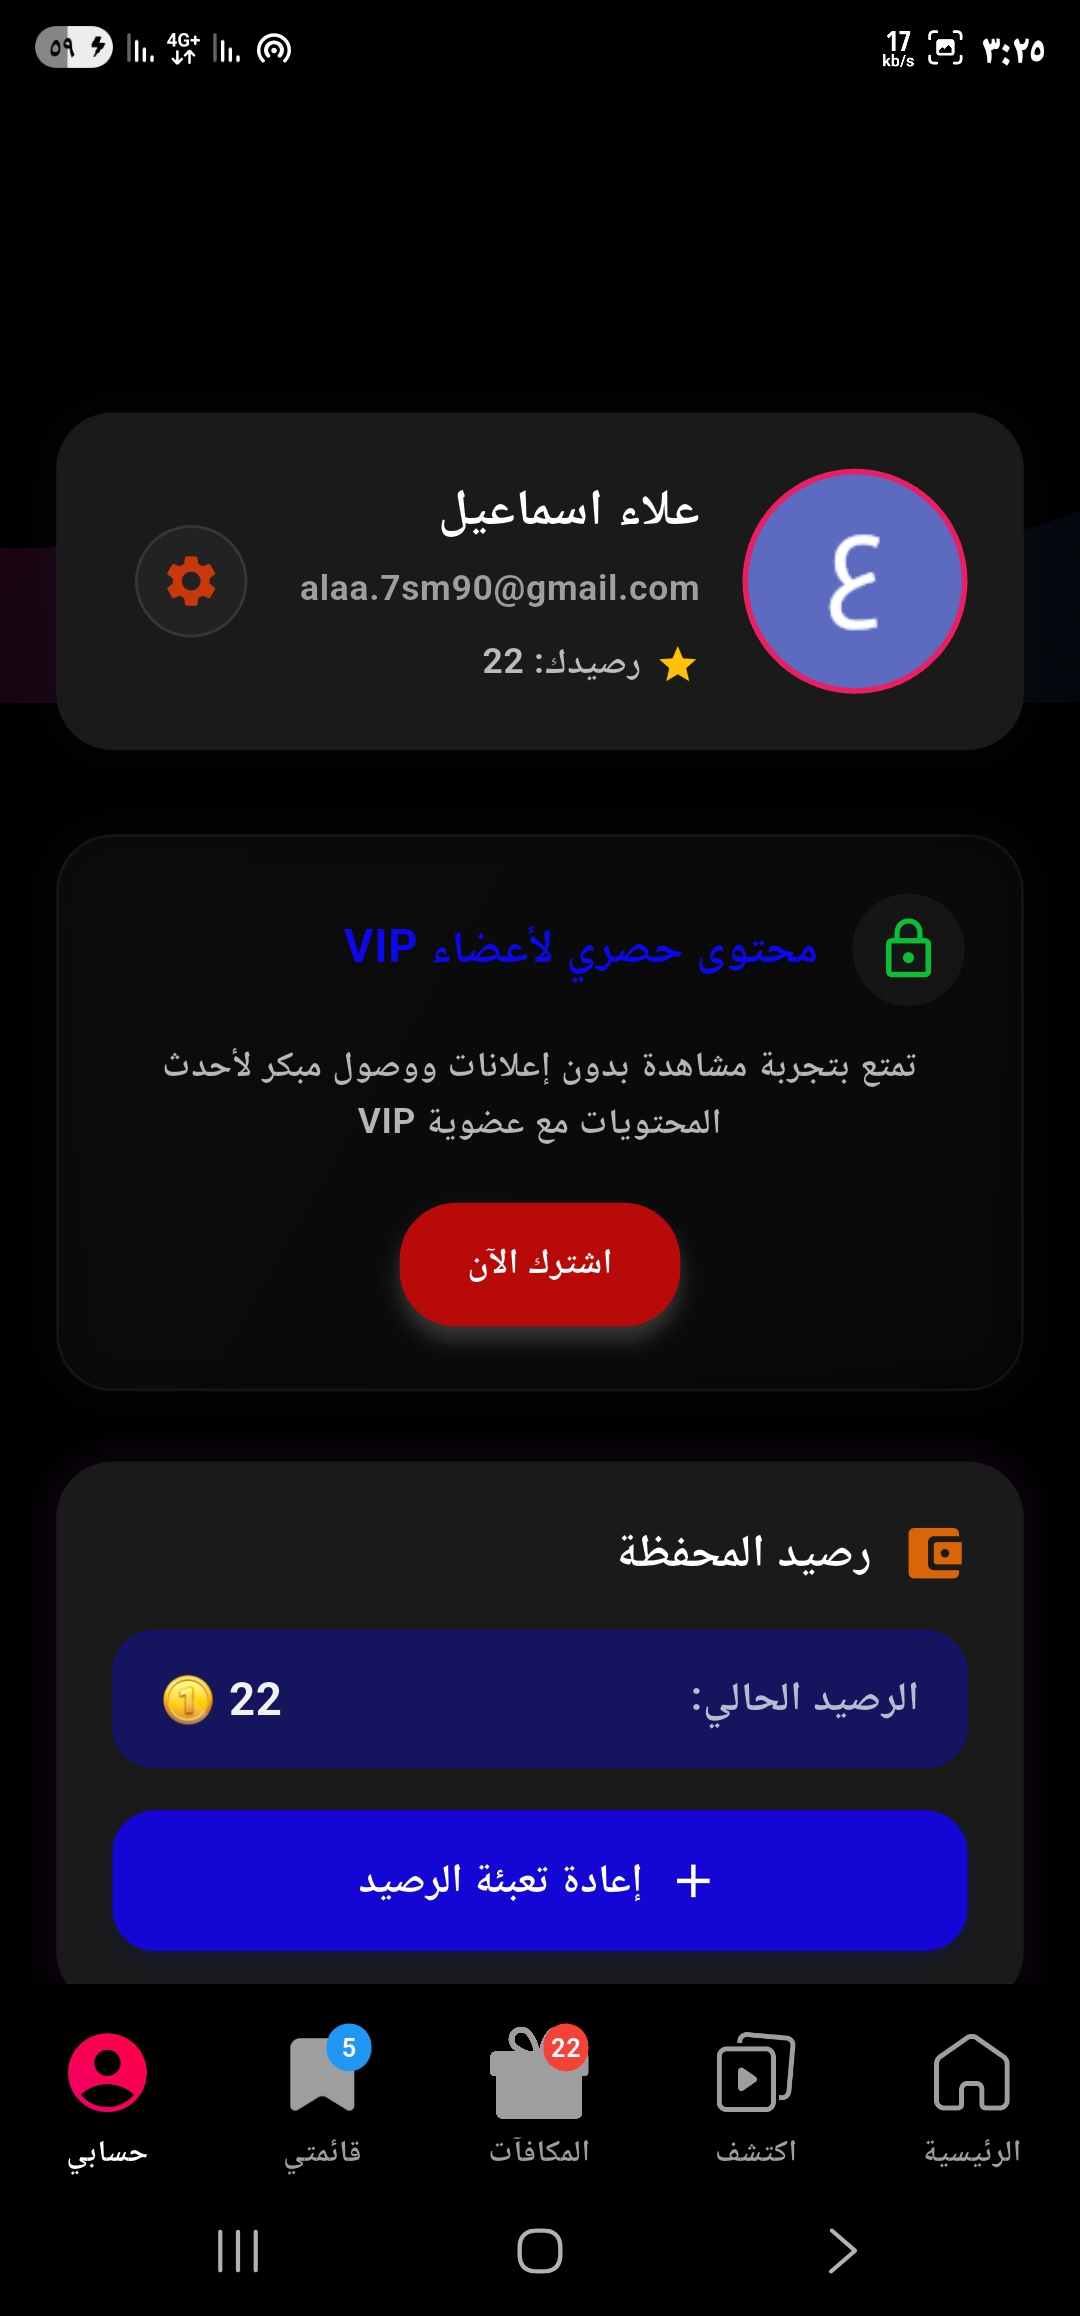 ٥٩
4G+
17
kb/s
٣:٢٥
ع
علاء اسماعيل
alaa.7sm90@gmail.com
رصيدك: 22
محتوى حصري لأعضاء VIP
تمتع بتجربة مشاهدة بدون إعلانات ووصول مبكر لأحدث
المحتويات مع عضوية VIP
اشترك الآن
رصيد المحفظة
الرصيد الحالي:
22
1
إعادة تعبئة الرصيد
22
5
الرئيسية
اكتشف
المكافآت
قائمتي
حسابي